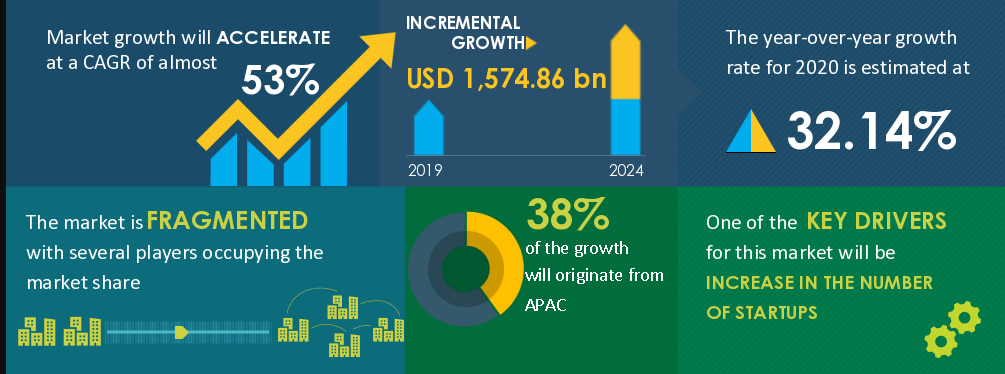 Market growth will ACCELERATE
at a CAGR of almost
53%
INCREMENTAL
GROWTH
USD 1,574.86 bn
2019
2024
The year-over-year growth
rate for 2020 is estimated at
32.14%
The market is FRAGMENTED
with several players occupying the
market share
38%
of the growth
will originate from
APAC
One of the KEY DRIVERS
for this market will be
INCREASE IN THE NUMBER
OF STARTUPS